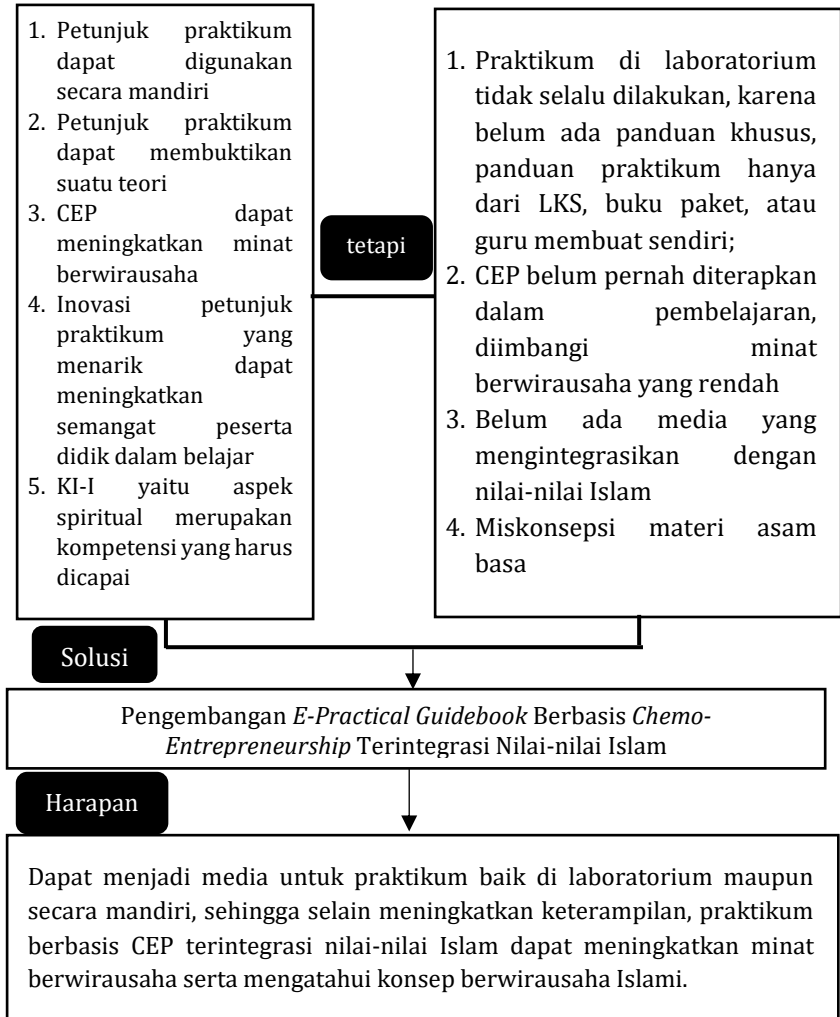 1. Petunjuk praktikum
dapat digunakan
secara mandiri
2. Petunjuk praktikum
dapat membuktikan
suatu teori
3. CEP dapat
meningkatkan minat
berwirausaha
4. Inovasi petunjuk
praktikum yang
menarik dapat
meningkatkan
semangat peserta
didik dalam belajar
5. KI-I yaitu aspek
spiritual merupakan
kompetensi yang harus
dicapai
tetapi
1. Praktikum di laboratorium
tidak selalu dilakukan, karena
belum ada panduan khusus,
panduan praktikum hanya
dari LKS, buku paket, atau
guru membuat sendiri;
2. CEP belum pernah diterapkan
dalam pembelajaran,
diimbangi minat
berwirausaha yang rendah
3. Belum ada media yang
mengintegrasikan dengan
nilai-nilai Islam
4. Miskonsepsi materi asam
basa
Solusi
Pengembangan E-Practical Guidebook Berbasis Chemo-
Entrepreneurship Terintegrasi Nilai-nilai Islam
Harapan
Dapat menjadi media untuk praktikum baik di laboratorium maupun
secara mandiri, sehingga selain meningkatkan keterampilan, praktikum
berbasis CEP terintegrasi nilai-nilai Islam dapat meningkatkan minat
berwirausaha serta mengatahui konsep berwirausaha Islami.